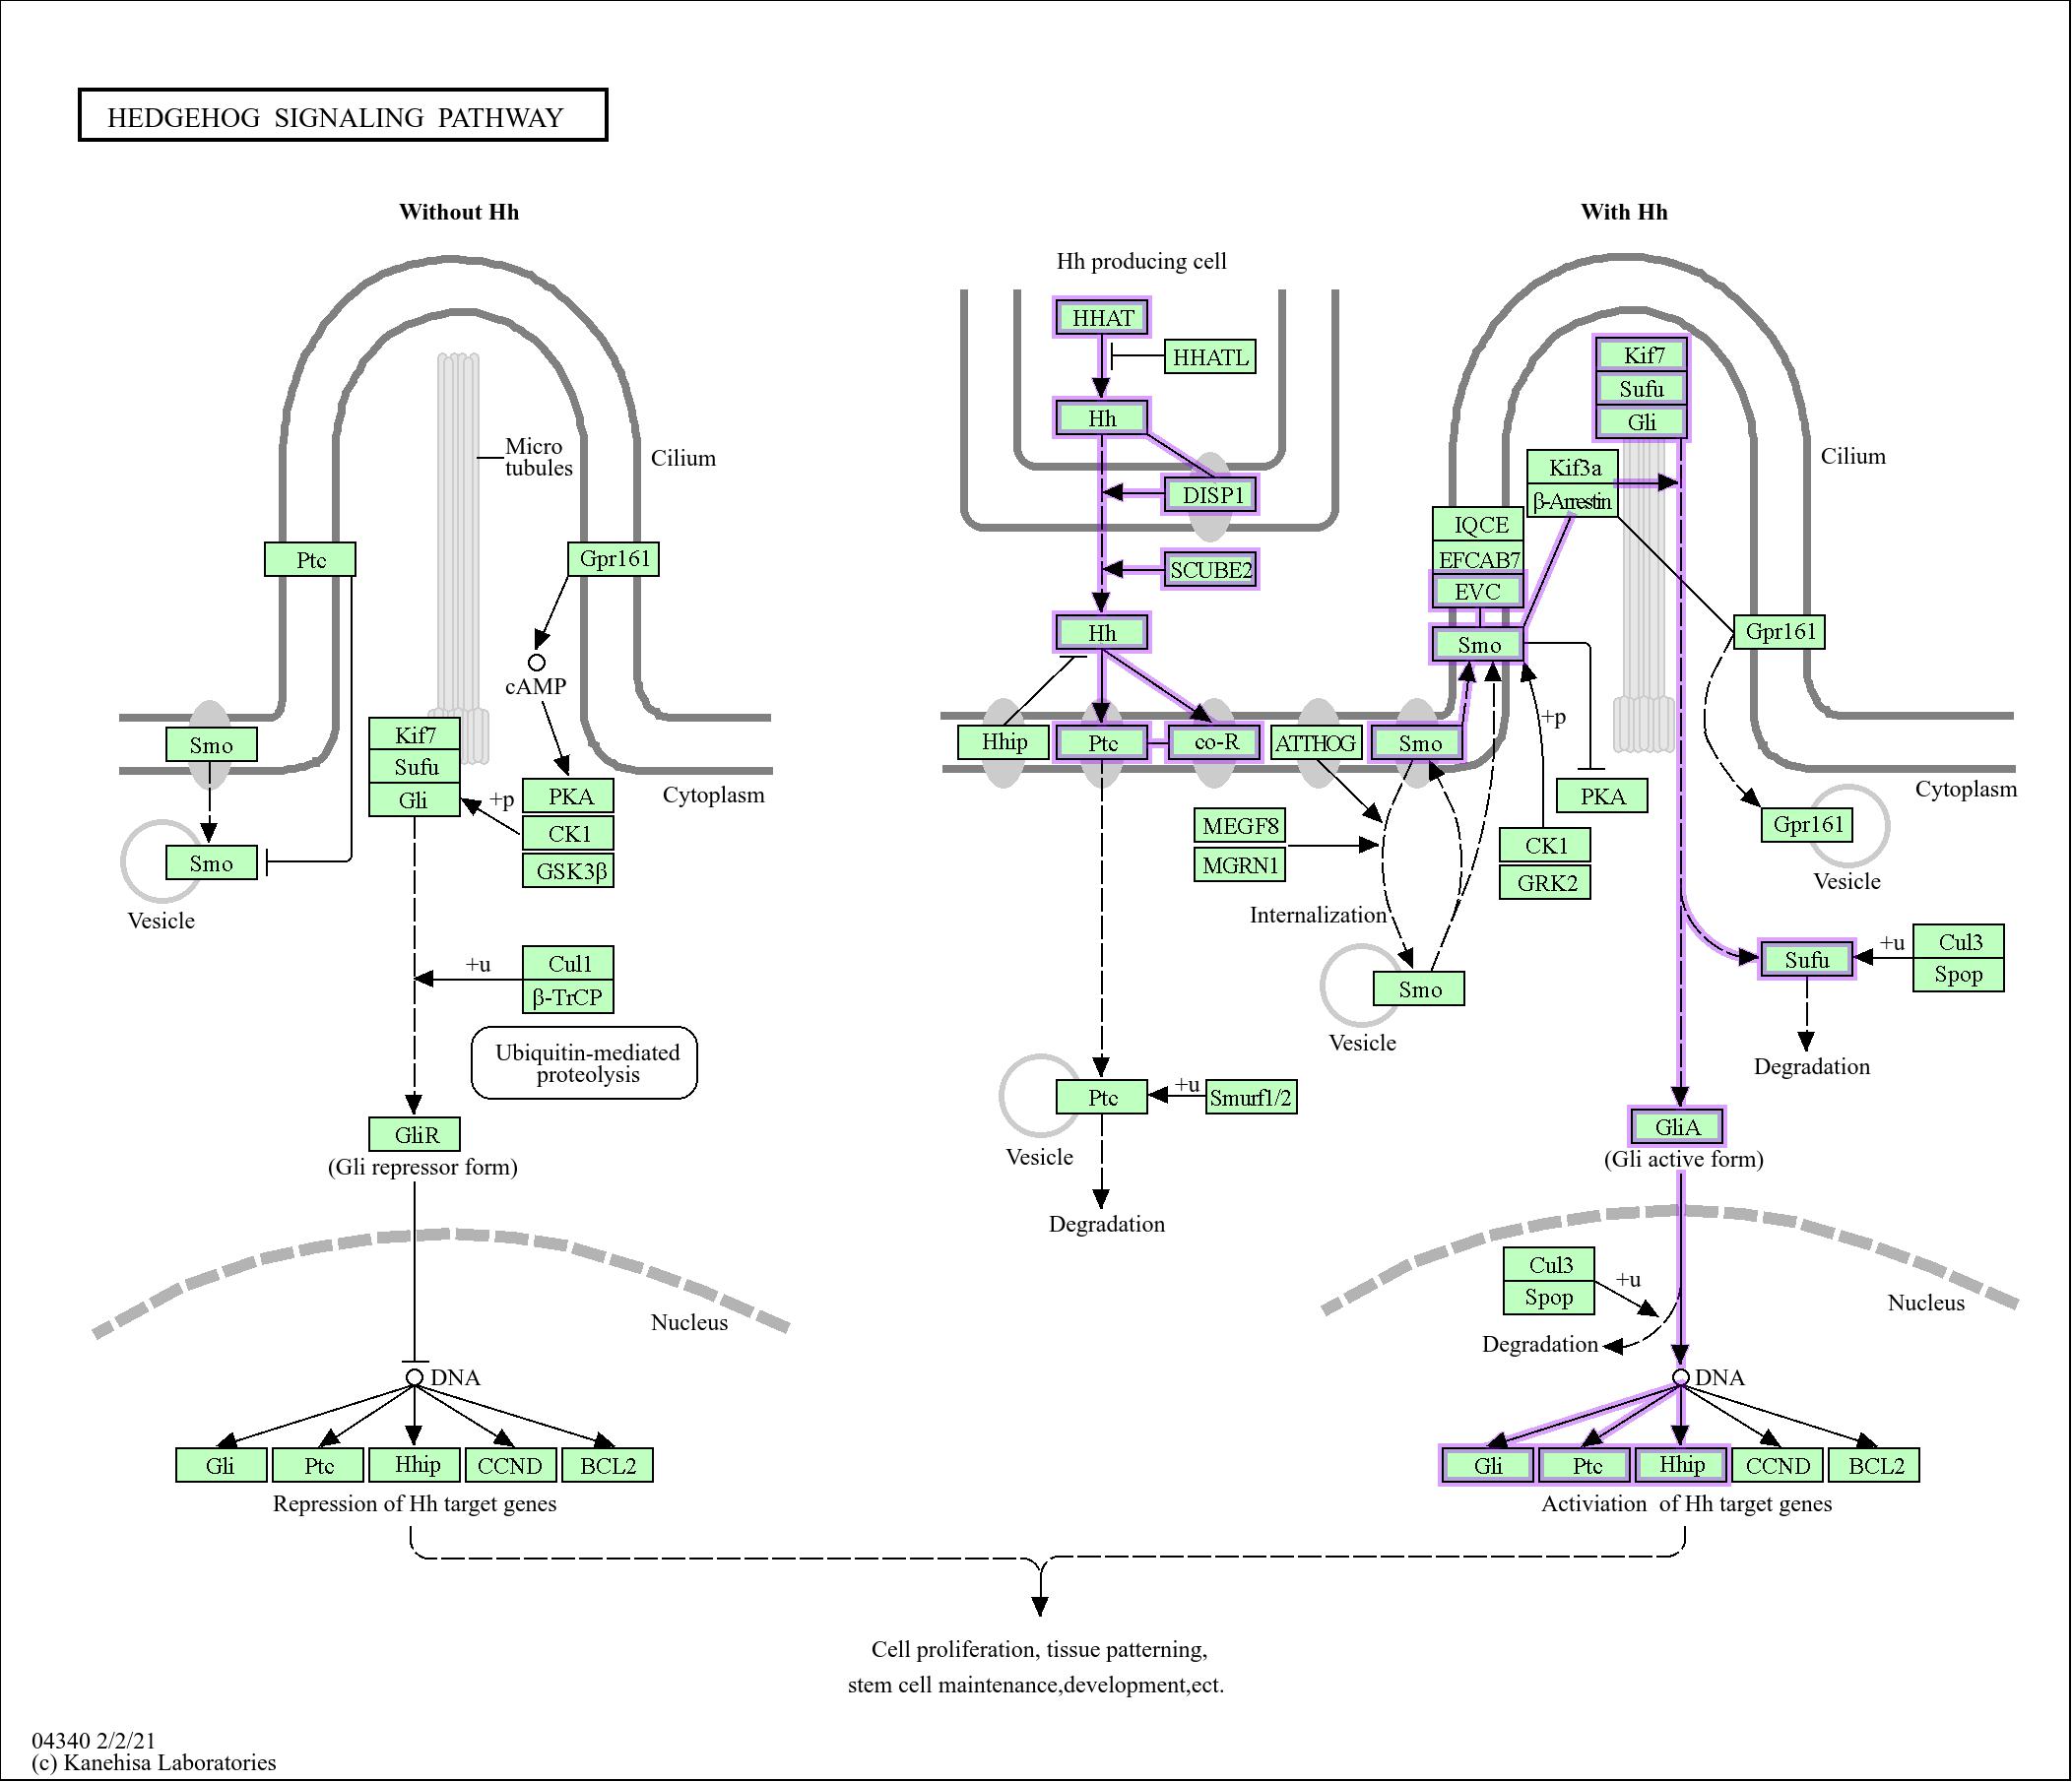 HEDGEHOG SIGNALING PATHWAY
Without Hh
With Hh
Hh producing cell
HHAT
HHATL
Hh
DISP1
SCUBE2
Hh
Hhip
Ptc
co-R
ATTHOG
Smo
Micro
tubules
Cilium
Ptc
Gpr161
cAMP
Smo
Smo
Vesicle
Kif7
Sufu
Gli
+p
PKA
CK1
GSK3β
Cytoplasm
+u
Cul1
β-TrCP
Ubiquitin-mediated
proteolysis
GliR
(Gli repressor form)
Nucleus
DNA
Gli
Ptc
Hhip
CCND
BCL2
Repression of Hh target genes
Kif7
Sufu
Gli
Kif3a
β-Arrestin
IQCE
EFCAB7
EVC
Smo
Cilium
Gpr161
+p
PKA
CK1
GRK2
MEGF8
MGRN1
Internalization
Smo
Vesicle
Gpr161
Vesicle
Cytoplasm
Sufu
+u
Cul3
Spop
Degradation
Ptc
+u
Smurf1/2
Vesicle
Degradation
GliA
(Gli active form)
Cul3
Spop
+u
Degradation
Nucleus
DNA
Gli
Ptc
Hhip
CCND
BCL2
Activiation of Hh target genes
Cell proliferation, tissue patterning,
stem cell maintenance,development,ect.
04340 2/2/21
(c) Kanehisa Laboratories